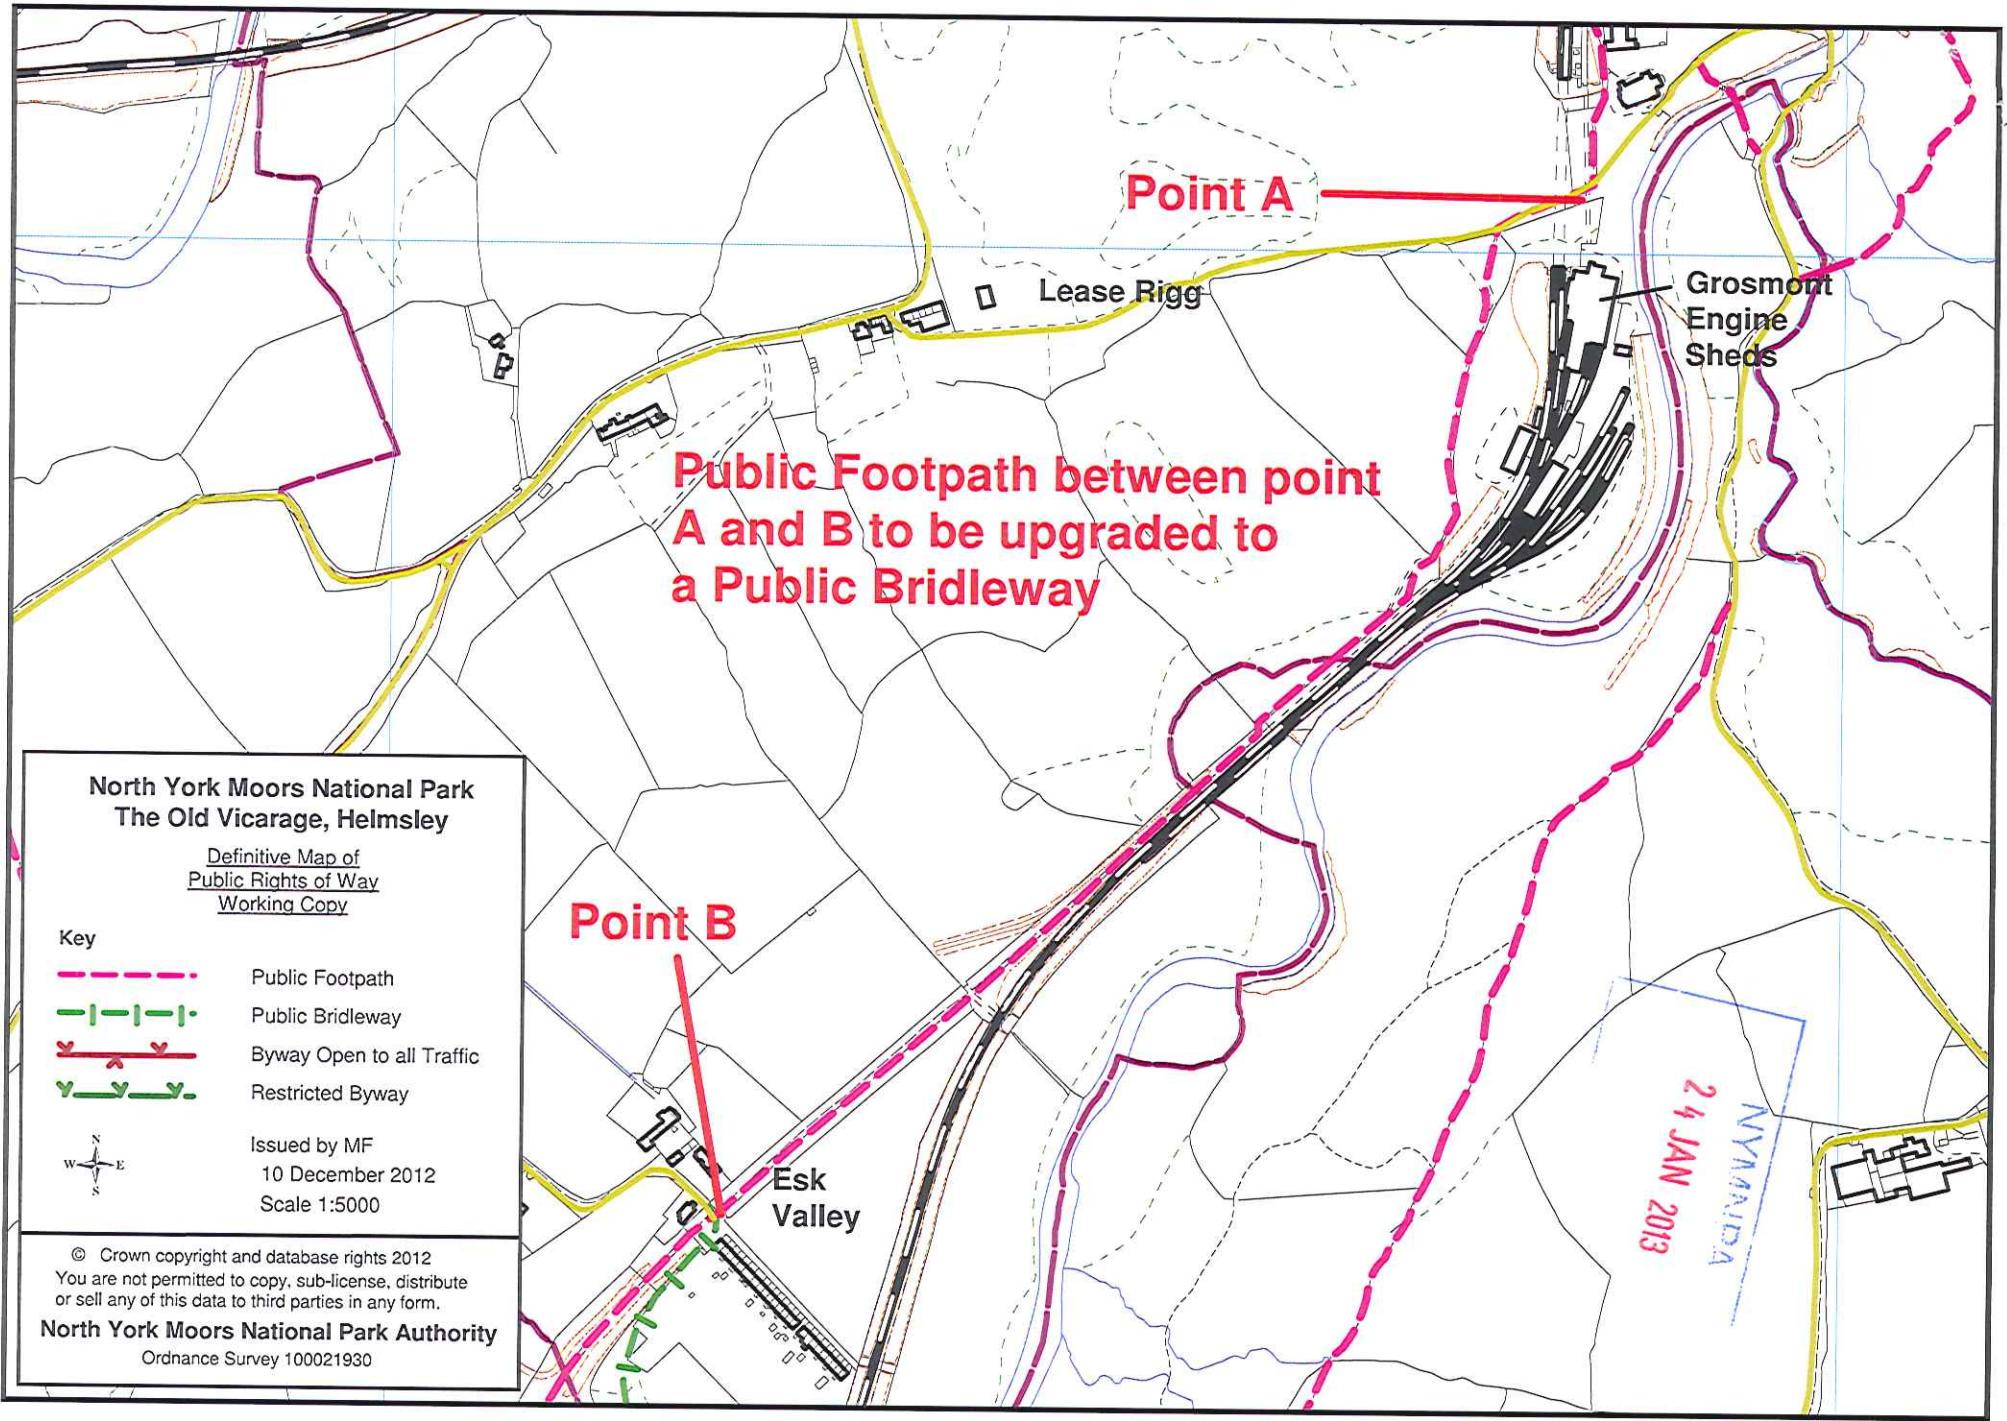 Point A
Lease Rigg
Grosmont
Engine
Sheds
Public Footpath between point
A and B to be upgraded to
a Public Bridleway
Point B
Esk
Valley
North York Moors National Park
The Old Vicarage, Helmsley
Definitive Map of
Public Rights of Way
Working Copy
Key
Public Footpath
Public Bridleway
Byway Open to all Traffic
Restricted Byway
N
W E
S
Issued by MF
10 December 2012
Scale 1:5000
© Crown copyright and database rights 2012
You are not permitted to copy, sub-license, distribute
or sell any of this data to third parties in any form.
North York Moors National Park Authority
Ordnance Survey 100021930
NYMNPA
24 JAN 2013